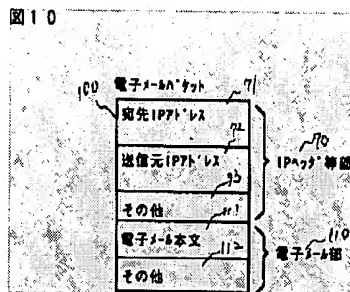 図10
電子メールパケット
100
71
宛先IPアドレス
72
送信元IPアドレス
73
70
IPヘッダ等部
その他
111
電子メール本文
112
110
電子メール部
その他